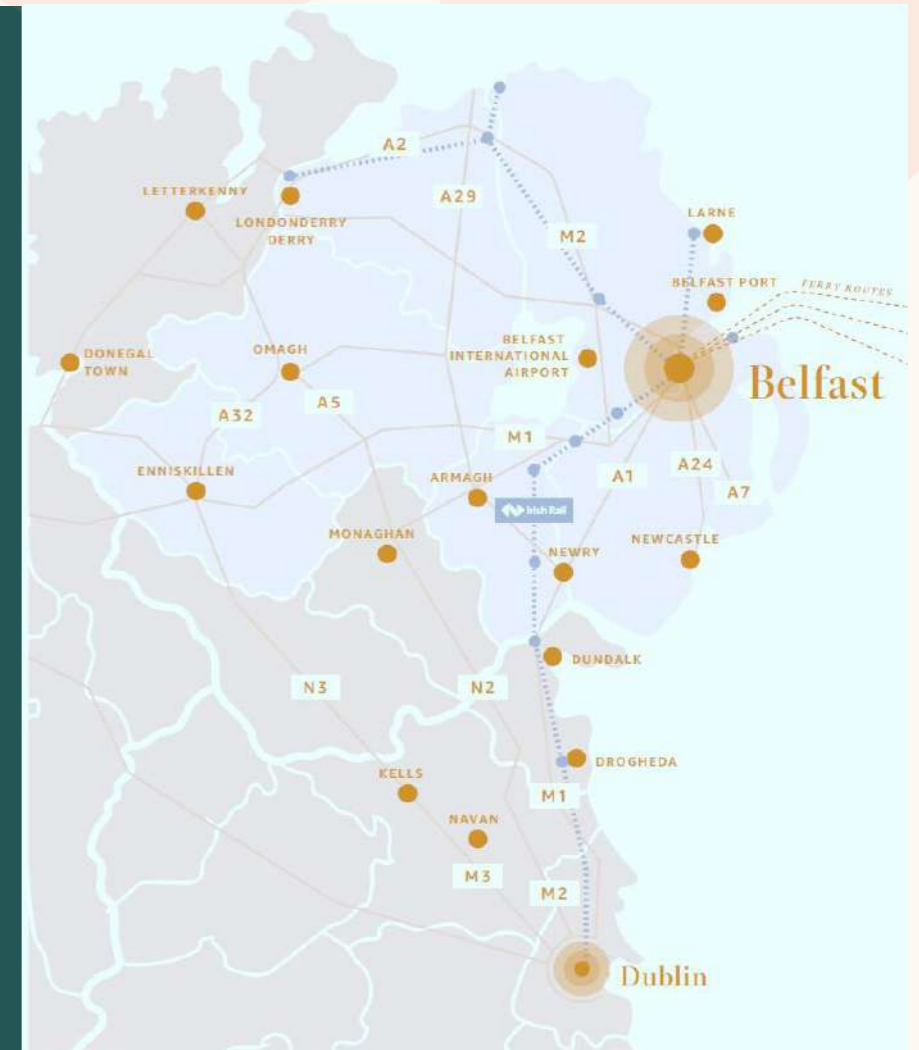 A2
LETTERKENNY
A29
LONDONDERRY
DERRY
LARNE
M2
BELFAST PORT
FERRY ROUTES
DONEGAL
TOWN
OMAGH
BELFAST
INTERNATIONAL
AIRPORT
Belfast
A5
A32
M1
A1
A24
A7
ENNISKILLEN
ARMAGH
Irish Rail
MONAGHAN
NEWRY
NEWCASTLE
DUNDALK
N3
N2
DROGHEDA
KELLS
M1
NAVAN
M3
M2
Dublin